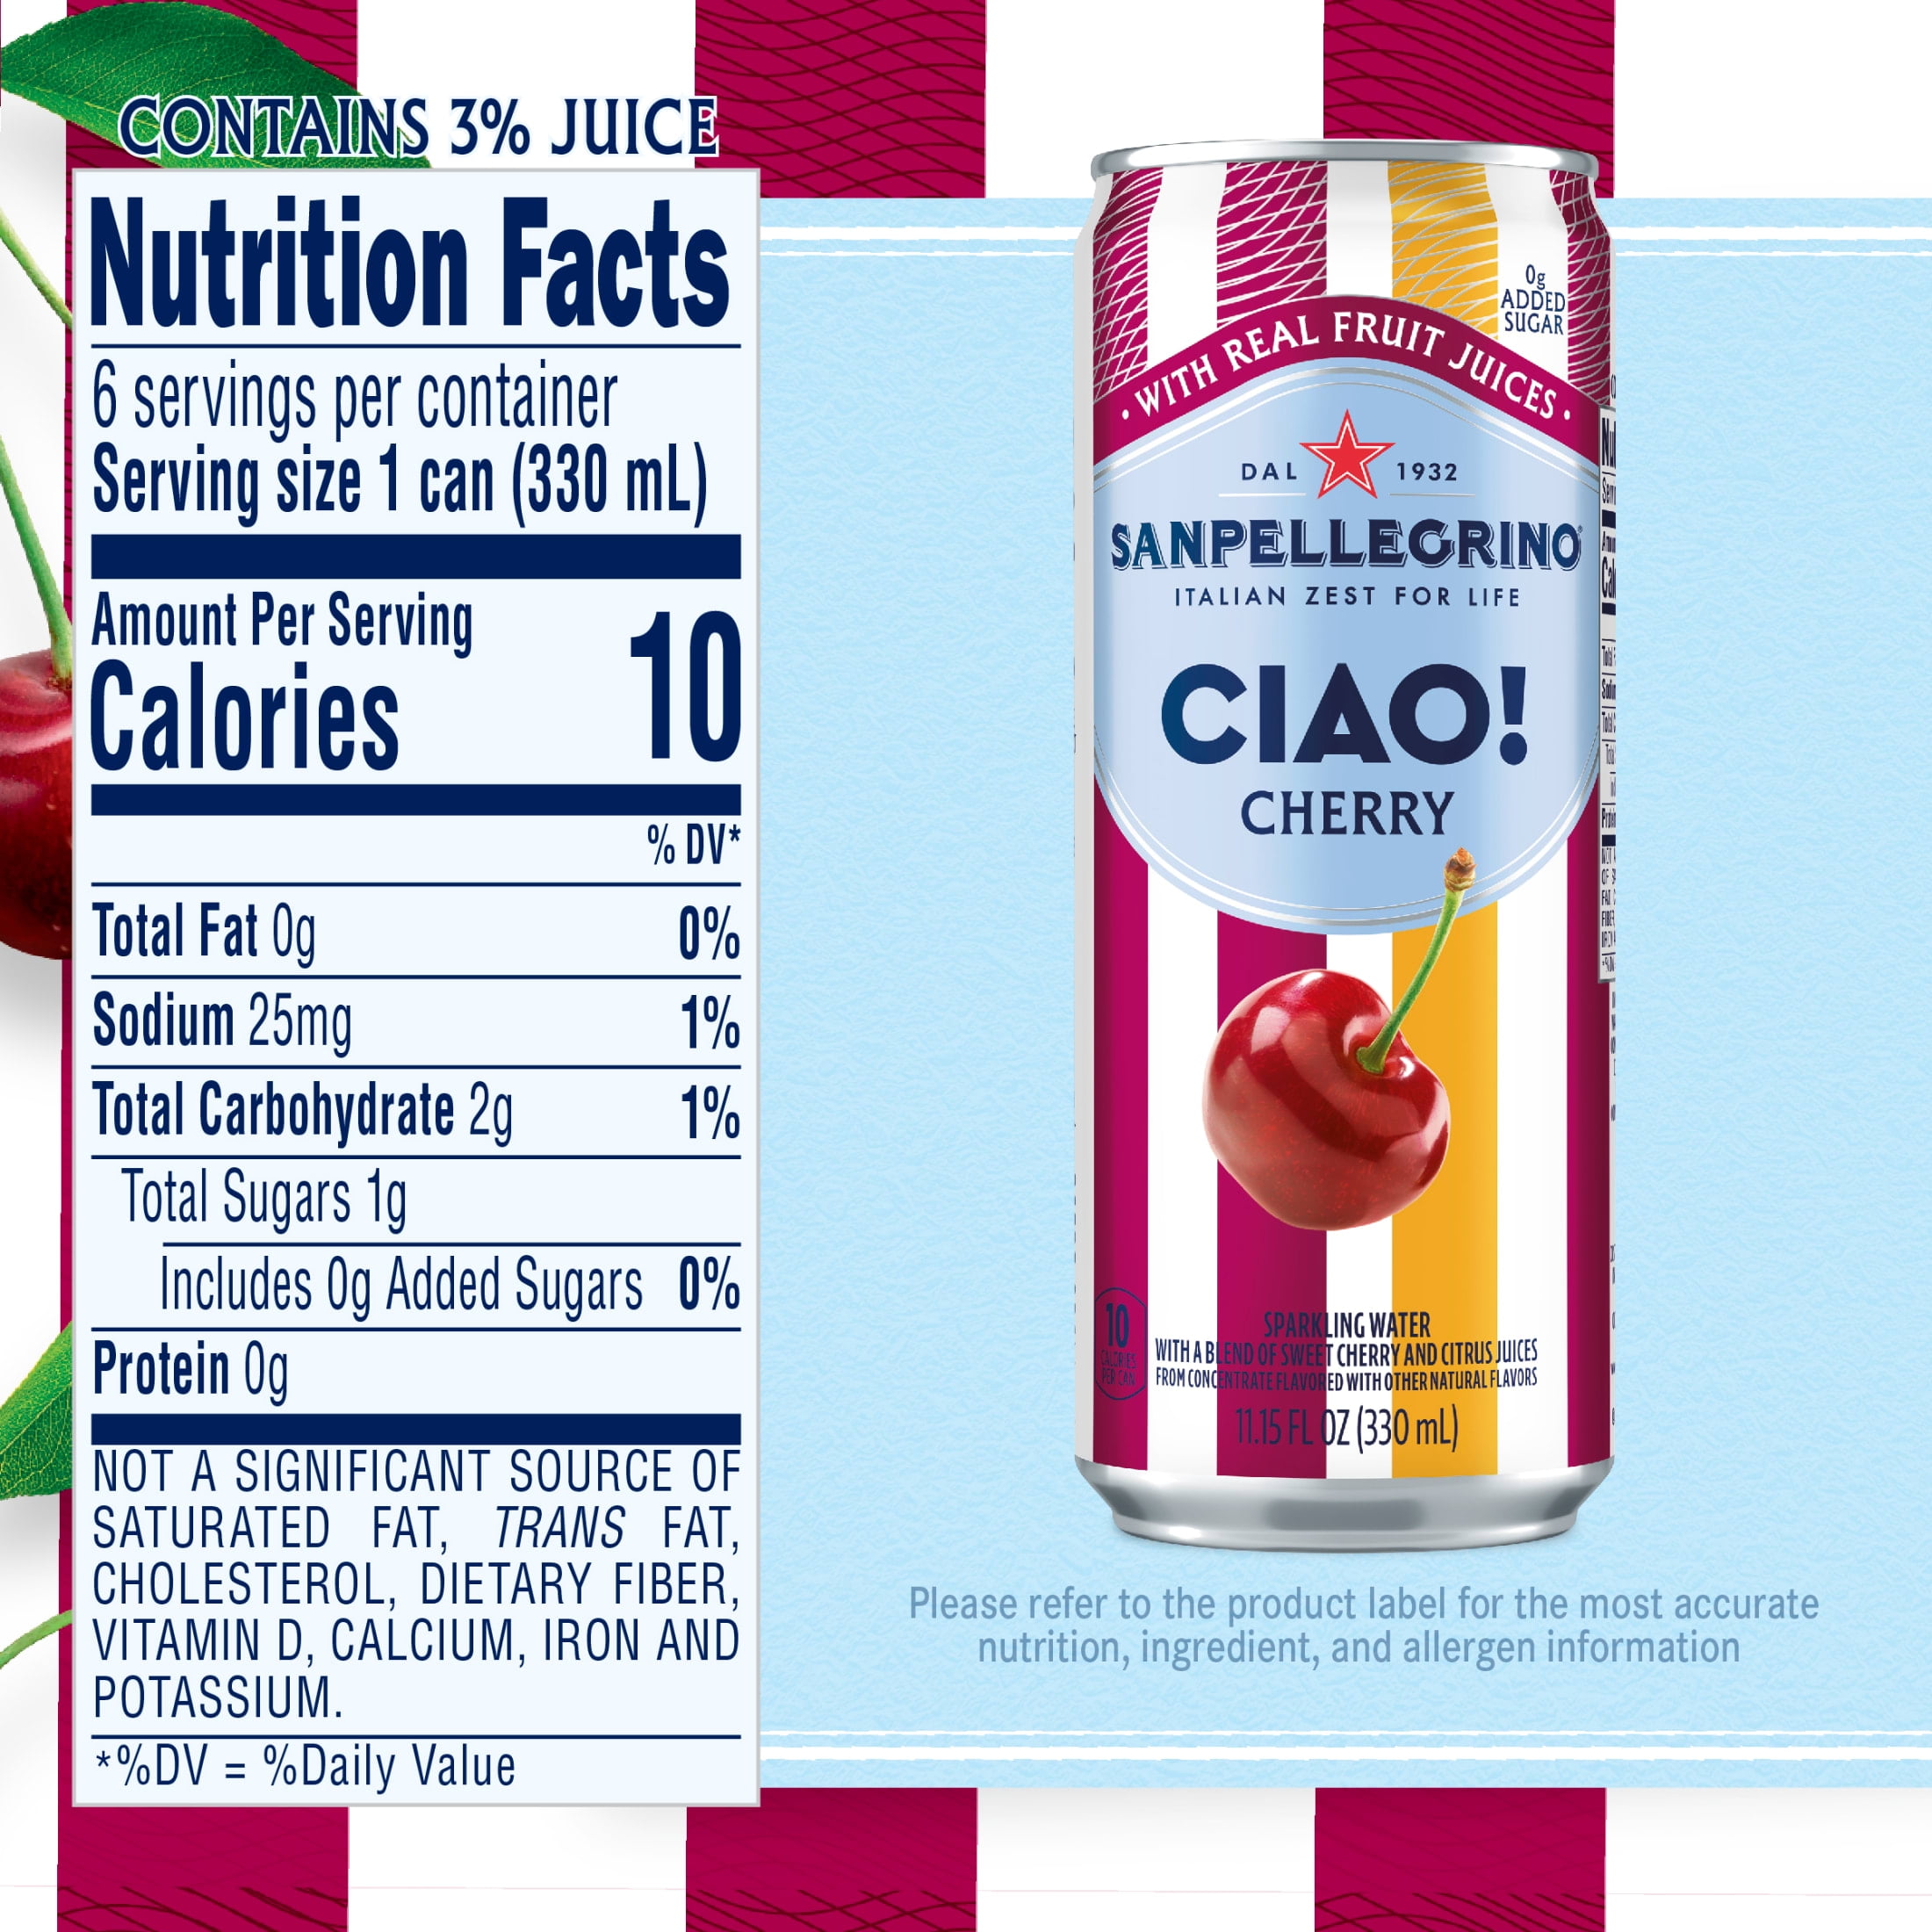 CONTAINS 3% JUICE
Nutrition Facts
6 servings per container
Serving size 1 can (330 mL)
Amount Per Serving
Calories 10
% DV*
Total Fat 0g 0%
Sodium 25mg 1%
Total Carbohydrate 2g 1%
Total Sugars 1g
Includes 0g Added Sugars 0%
Protein 0g
NOT A SIGNIFICANT SOURCE OF
SATURATED FAT, TRANS FAT,
CHOLESTEROL, DIETARY FIBER,
VITAMIN D, CALCIUM, IRON AND
POTASSIUM.
*%DV = %Daily Value
0g
ADDED
SUGAR
• WITH REAL FRUIT JUICES •
DAL 1932
SANPELLEGRINO
ITALIAN ZEST FOR LIFE
CIAO!
CHERRY
10
CALORIES
PER CAN
SPARKLING WATER
WITH A BLEND OF SWEET CHERRY AND CITRUS JUICES
FROM CONCENTRATE FLAVORED WITH OTHER NATURAL FLAVORS
11.15 FL OZ (330 mL)
Please refer to the product label for the most accurate
nutrition, ingredient, and allergen information